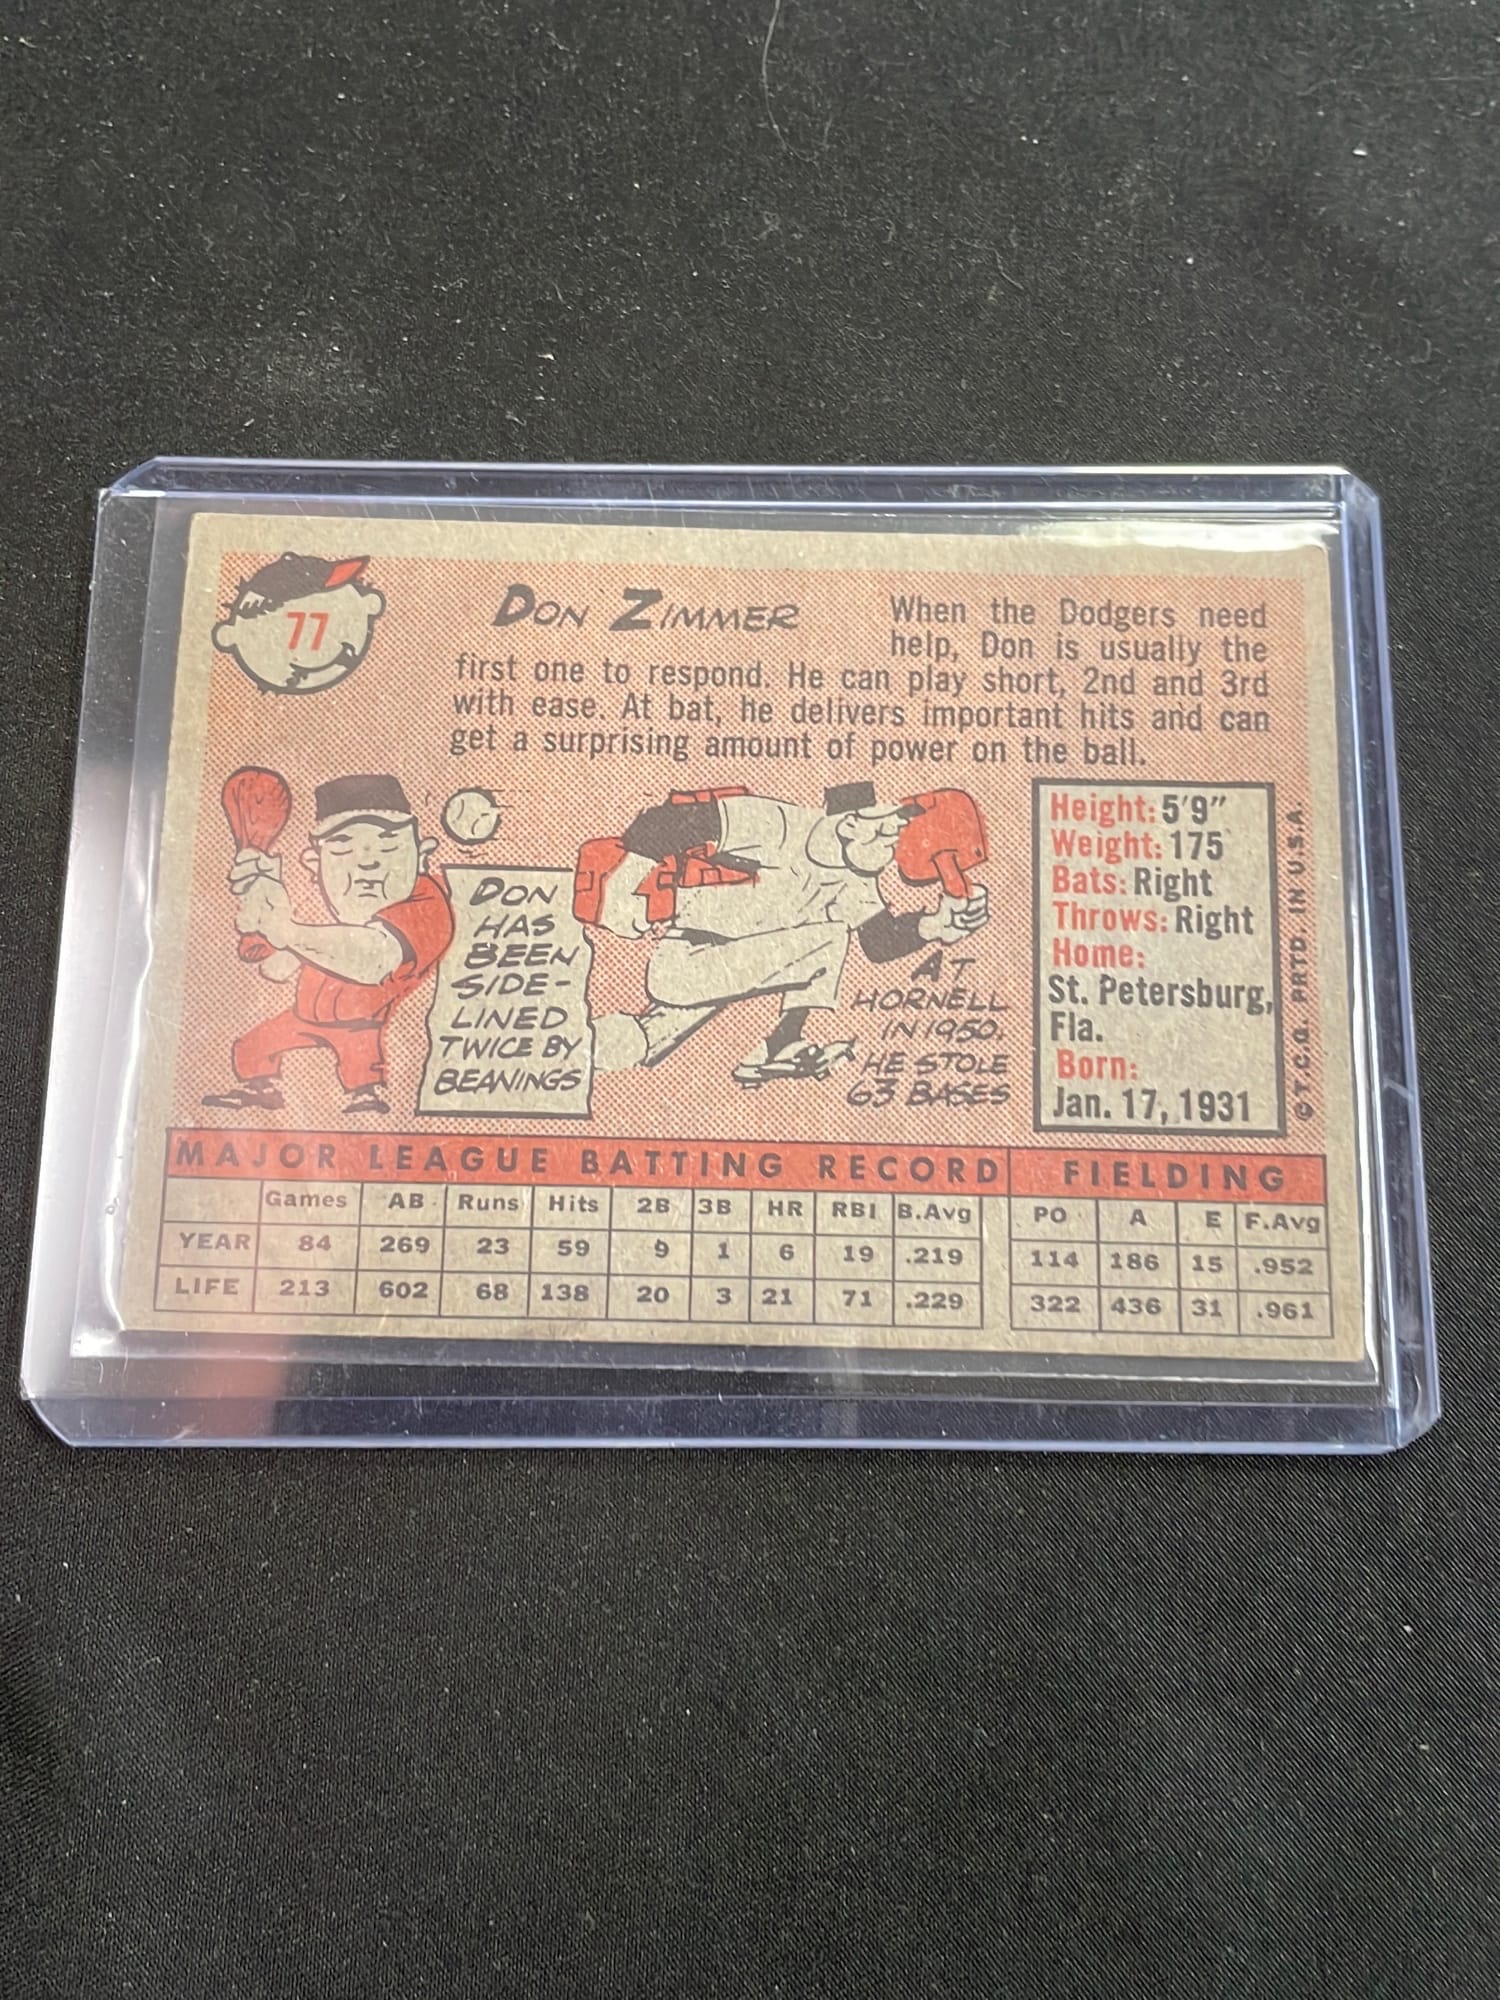 77
DON ZIMMER
When the Dodgers need
help, Don is usually the
first one to respond. He can play short, 2nd and 3rd
with ease. At bat, he delivers important hits and can
get a surprising amount of power on the ball.
DON
HAS
BEEN
SIDE-
LINED
TWICE BY
BEANINGS
AT
HORNELL
IN 1950,
HE STOLE
63 BASES
Height: 5'9"
Weight: 175
Bats: Right
Throws: Right
Home:
St. Petersburg,
Fla.
Born:
Jan. 17, 1931
© T.C.G. PRTD. IN U.S.A.
MAJOR LEAGUE BATTING RECORD FIELDING
Games AB Runs Hits 2B 3B HR RBI B.Avg PO A E F.Avg
YEAR 84 269 23 59 9 1 6 19 .219 114 186 15 .952
LIFE 213 602 68 138 20 3 21 71 .229 322 436 31 .961